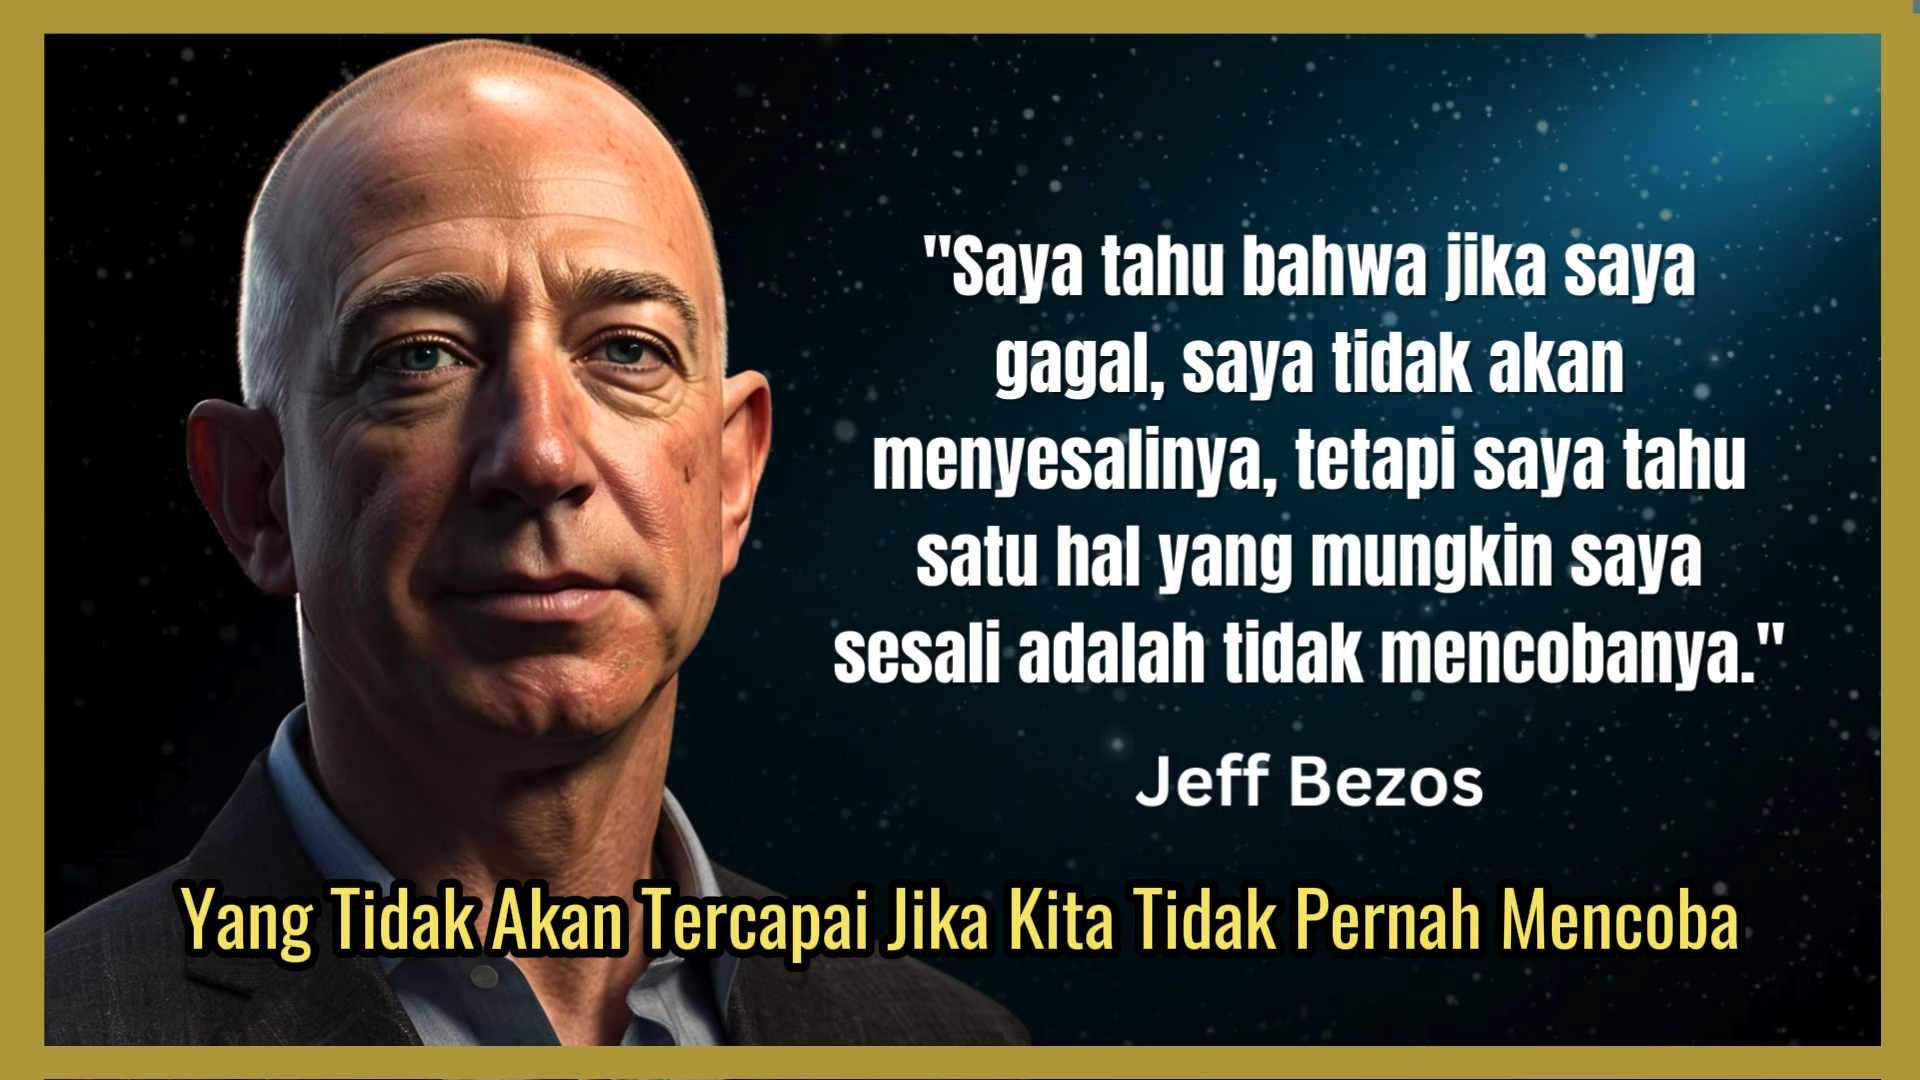 "Saya tahu bahwa jika saya
gagal, saya tidak akan
menyesalinya, tetapi saya tahu
satu hal yang mungkin saya
sesali adalah tidak mencobanya."
Jeff Bezos
Yang Tidak Akan Tercapai Jika Kita Tidak Pernah Mencoba